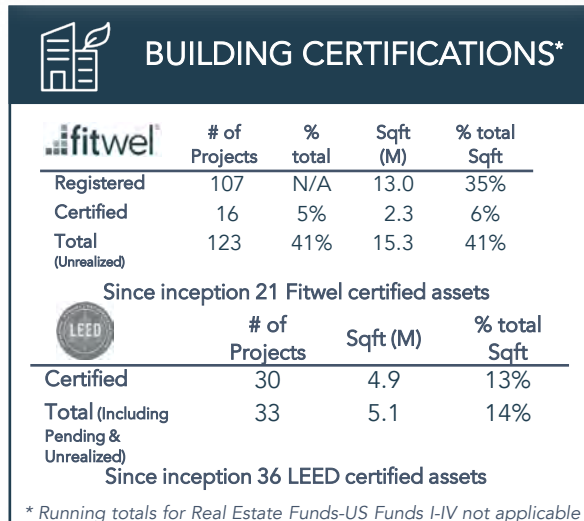 BUILDING CERTIFICATIONS*
fitwel
# of Projects % total Sqft (M) % total Sqft
Registered 107 N/A 13.0 35%
Certified 16 5% 2.3 6%
Total (Unrealized) 123 41% 15.3 41%
Since inception 21 Fitwel certified assets
LEED
# of Projects Sqft (M) % total Sqft
Certified 30 4.9 13%
Total (Including Pending & Unrealized) 33 5.1 14%
Since inception 36 LEED certified assets
* Running totals for Real Estate Funds-US Funds I-IV not applicable